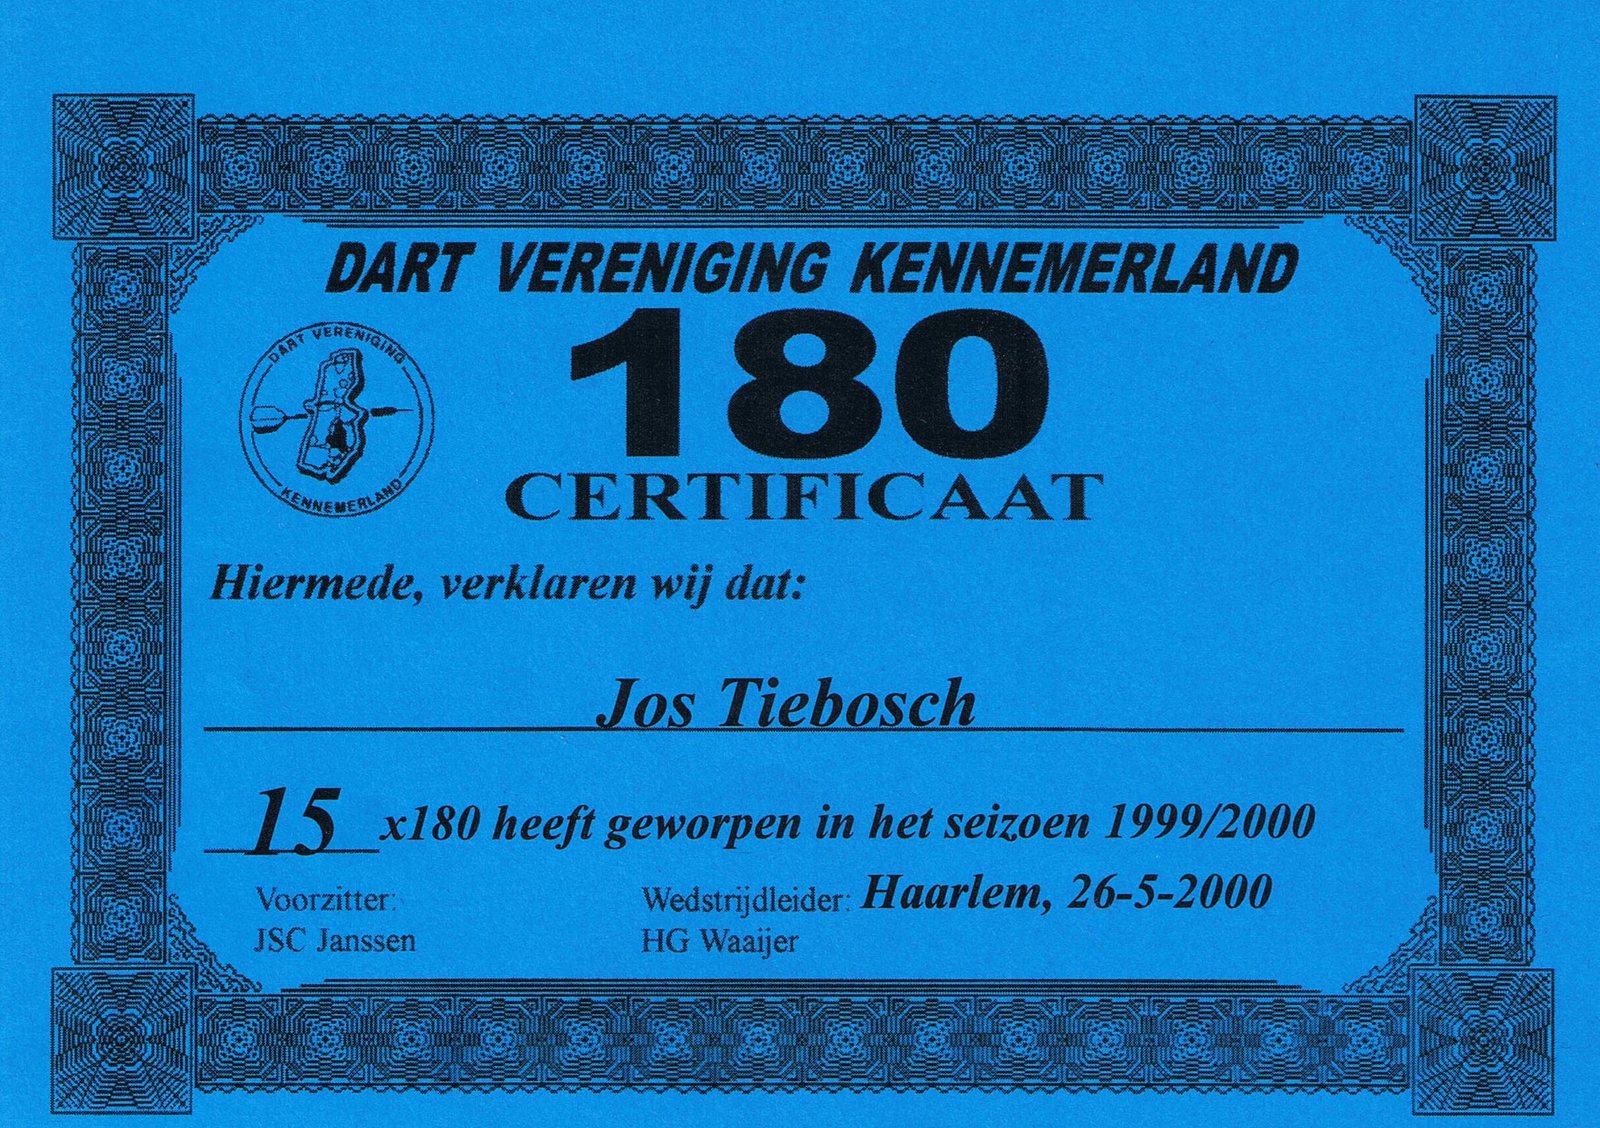 DART VERENIGING KENNEMERLAND
180
CERTIFICAAT
DART VERENIGING
KENNEMERLAND
Hiermede, verklaren wij dat:
Jos Tiebosch
15 x180 heeft geworpen in het seizoen 1999/2000
Voorzitter: Wedstrijdleider: Haarlem, 26-5-2000
JSC Janssen HG Waaijer